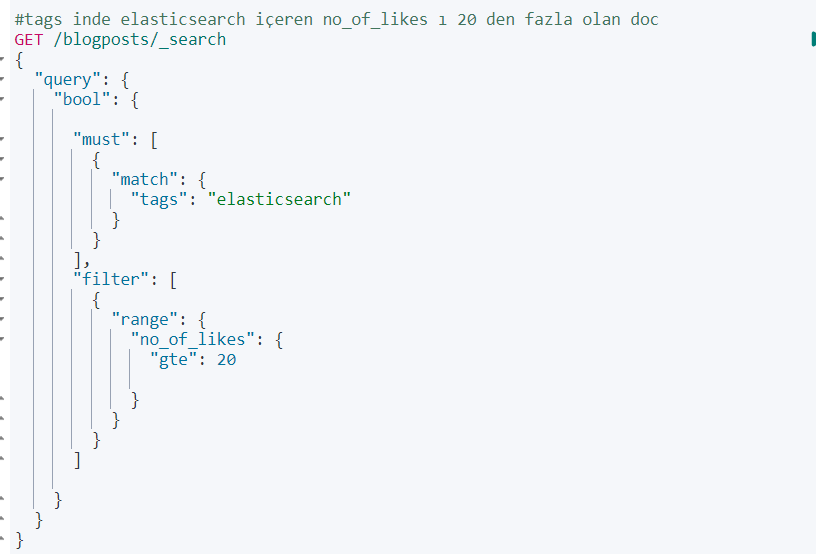 #tags inde elasticsearch içeren no_of_likes ı 20 den fazla olan doc
GET /blogposts/_search
{
"query": {
"bool": {
"must": [
{
"match": {
"tags": "elasticsearch"
}
}
],
"filter": [
{
"range": {
"no_of_likes": {
"gte": 20
}
}
}
]
}
}
}